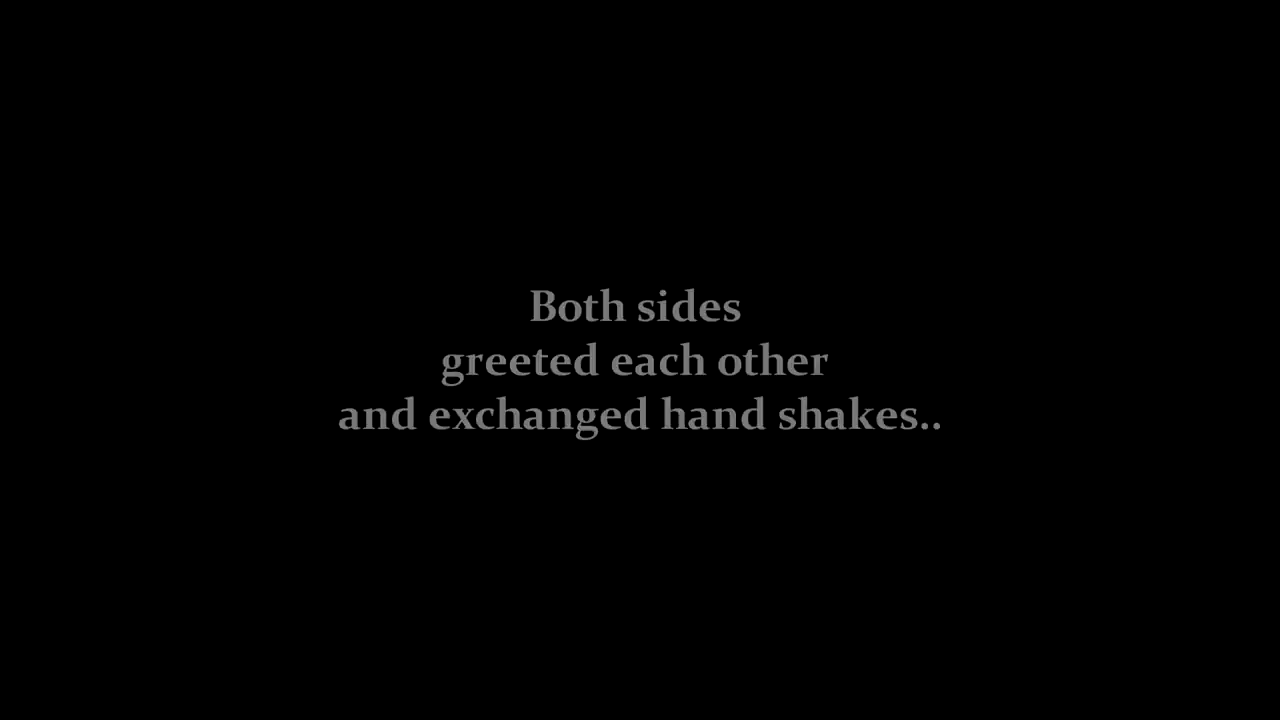 Both sides
greeted each other
and exchanged hand shakes..